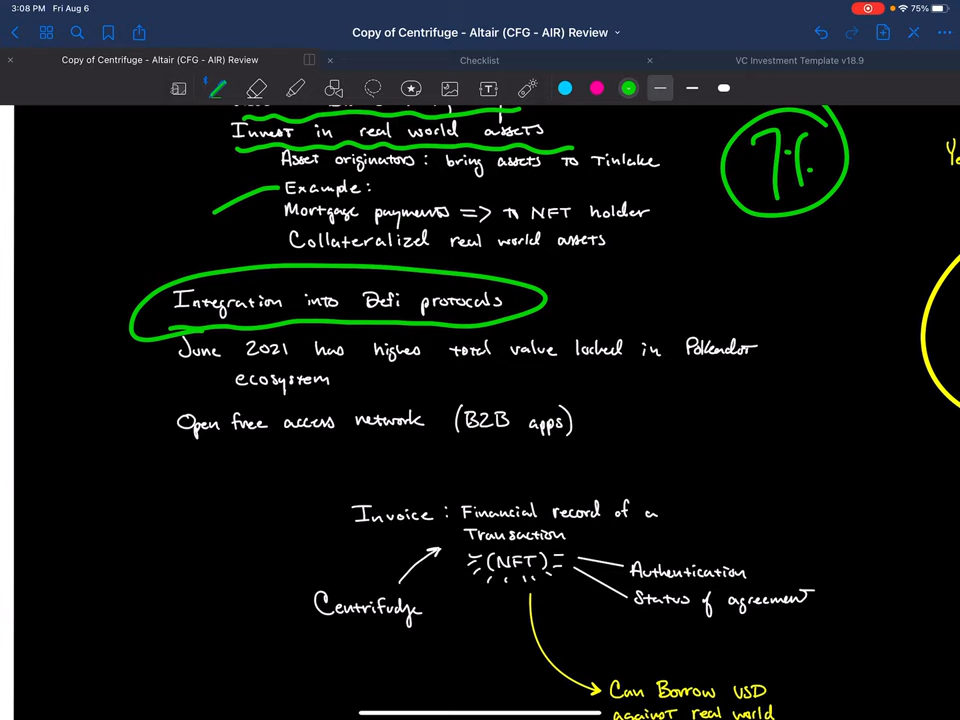 3:08 PM Fri Aug 6
75%
Copy of Centrifuge - Altair (CFG - AIR) Review
Copy of Centrifuge - Altair (CFG - AIR) Review
Checklist
VC Investment Template v18.9
Invest in real world assets
7%
Asset originators: bring assets to Tinlake
Example:
Mortgage payments => to NFT holder
Collateralized real world assets
Integration into Defi protocals
June 2021 has highes total value locked in Polkadot
ecosystem
Open free access network (B2B apps)
Invoice: Financial record of a
Transaction
(NFT)
Authentication
Status of agreement
Centrifudge
Can Borrow USD
against real world